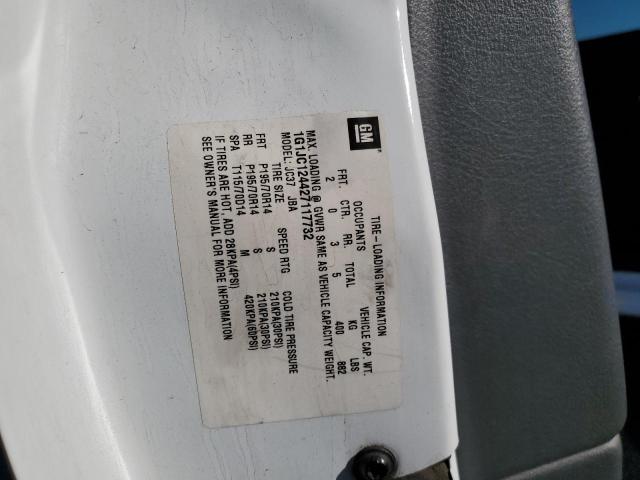 GM
TIRE-LOADING INFORMATION
OCCUPANTS VEHICLE CAP. WT.
FRT. CTR. RR. TOTAL KG LBS
2 0 3 5 400 882
MAX. LOADING @ GVWR SAME AS VEHICLE CAPACITY WEIGHT.
1G1JC124427117732
MODEL: JC37 JBA
TIRE SIZE SPEED RTG COLD TIRE PRESSURE
FRT P195/70R14 S 210KPA(30PSI)
RR P195/70R14 S 210KPA(30PSI)
SPA T115/70D14 M 420KPA(60PSI)
IF TIRES ARE HOT, ADD 28KPA(4PSI)
SEE OWNER'S MANUAL FOR MORE INFORMATION